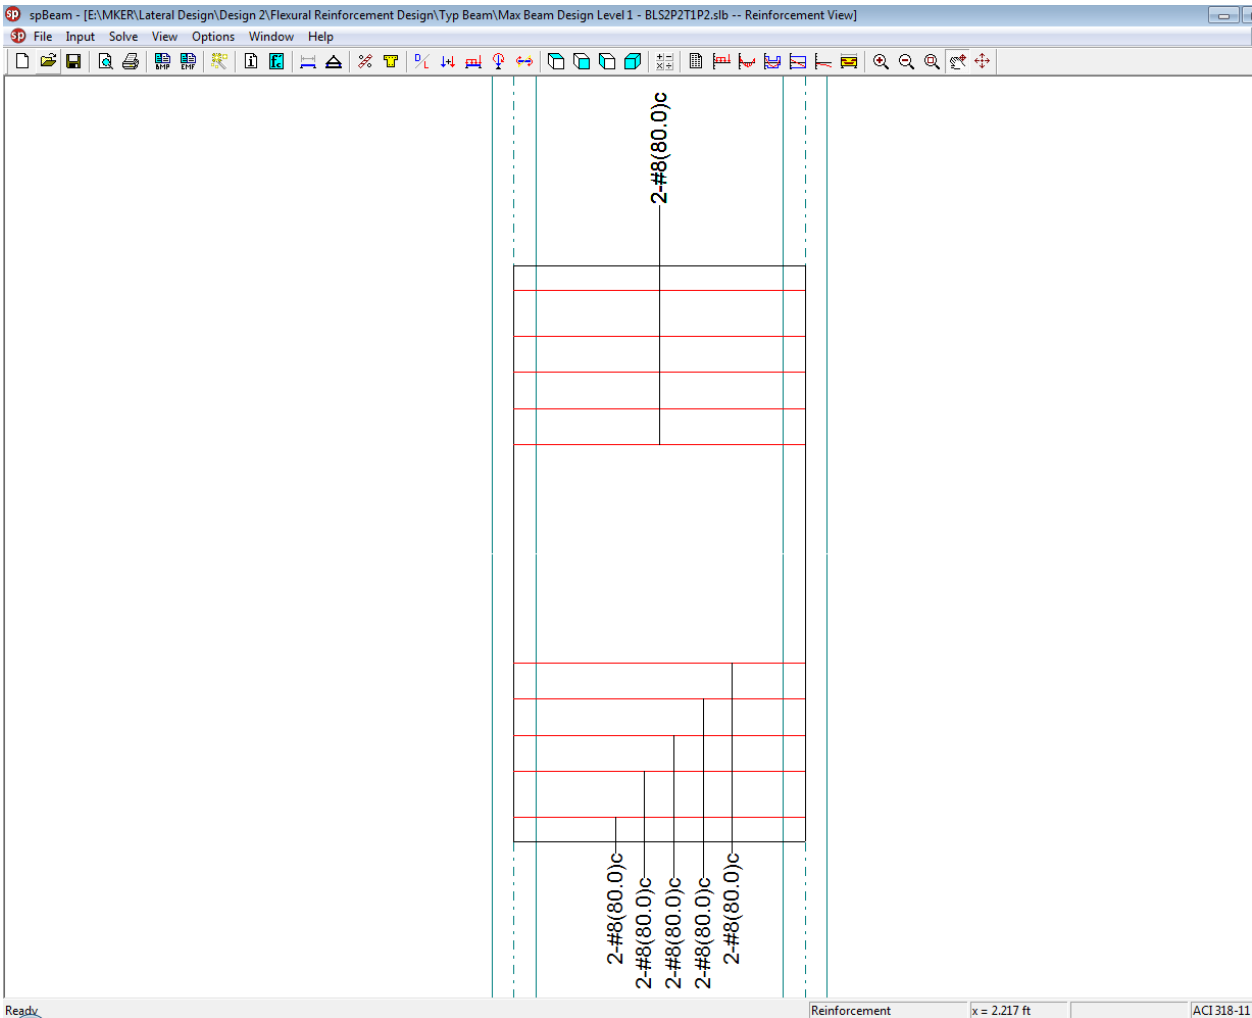 spBeam - [E:\MKER\Lateral Design\Design 2\Flexural Reinforcement Design\Typ Beam\Max Beam Design Level 1 - BLS2P2T1P2.slb -- Reinforcement View]
File Input Solve View Options Window Help
2-#8(80.0)c
2-#8(80.0)c
2-#8(80.0)c
2-#8(80.0)c
2-#8(80.0)c
2-#8(80.0)c
Ready
Reinforcement
x = 2.217 ft
ACI 318-11